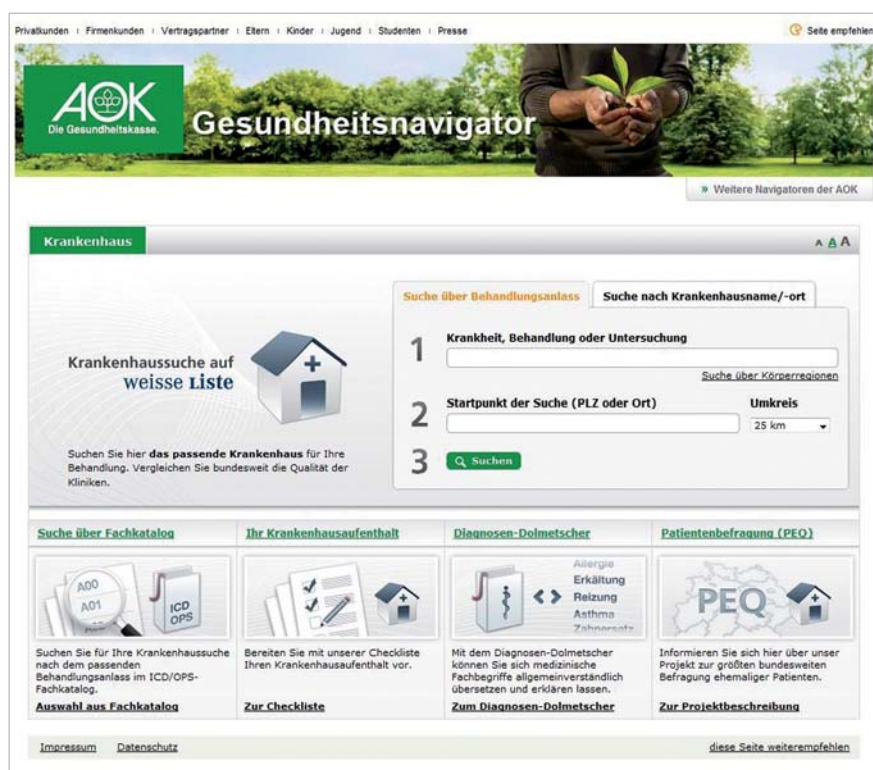 Privatkunden | Firmenkunden | Vertragspartner | Eltern | Kinder | Jugend | Studenten | Presse
Seite empfehlen
AOK
Die Gesundheitskasse.
Gesundheitsnavigator
» Weitere Navigatoren der AOK
Krankenhaus
A A A
Suche über Behandlungsanlass
Suche nach Krankenhausname/-ort
Krankenhaussuche auf
weisse Liste
Suchen Sie hier das passende Krankenhaus für Ihre
Behandlung. Vergleichen Sie bundesweit die Qualität der
Kliniken.
1
Krankheit, Behandlung oder Untersuchung
Suche über Körperregionen
2
Startpunkt der Suche (PLZ oder Ort)
Umkreis
25 km
3
Suchen
Suche über Fachkatalog
A00
A01
ICD
OPS
Suchen Sie für Ihre Krankenhaussuche
nach dem passenden
Behandlungsanlass im ICD/OPS-
Fachkatalog.
Auswahl aus Fachkatalog
Ihr Krankenhausaufenthalt
Bereiten Sie mit unserer Checkliste
Ihren Krankenhausaufenthalt vor.
Zur Checkliste
Diagnosen-Dolmetscher
Allergie
Erkältung
Reizung
Asthma
Zahnersatz
Mit dem Diagnosen-Dolmetscher
können Sie sich medizinische
Fachbegriffe allgemeinverständlich
übersetzen und erklären lassen.
Zum Diagnosen-Dolmetscher
Patientenbefragung (PEQ)
PEQ
Informieren Sie sich hier über unser
Projekt zur größten bundesweiten
Befragung ehemaliger Patienten.
Zur Projektbeschreibung
Impressum
Datenschutz
diese Seite weiterempfehlen